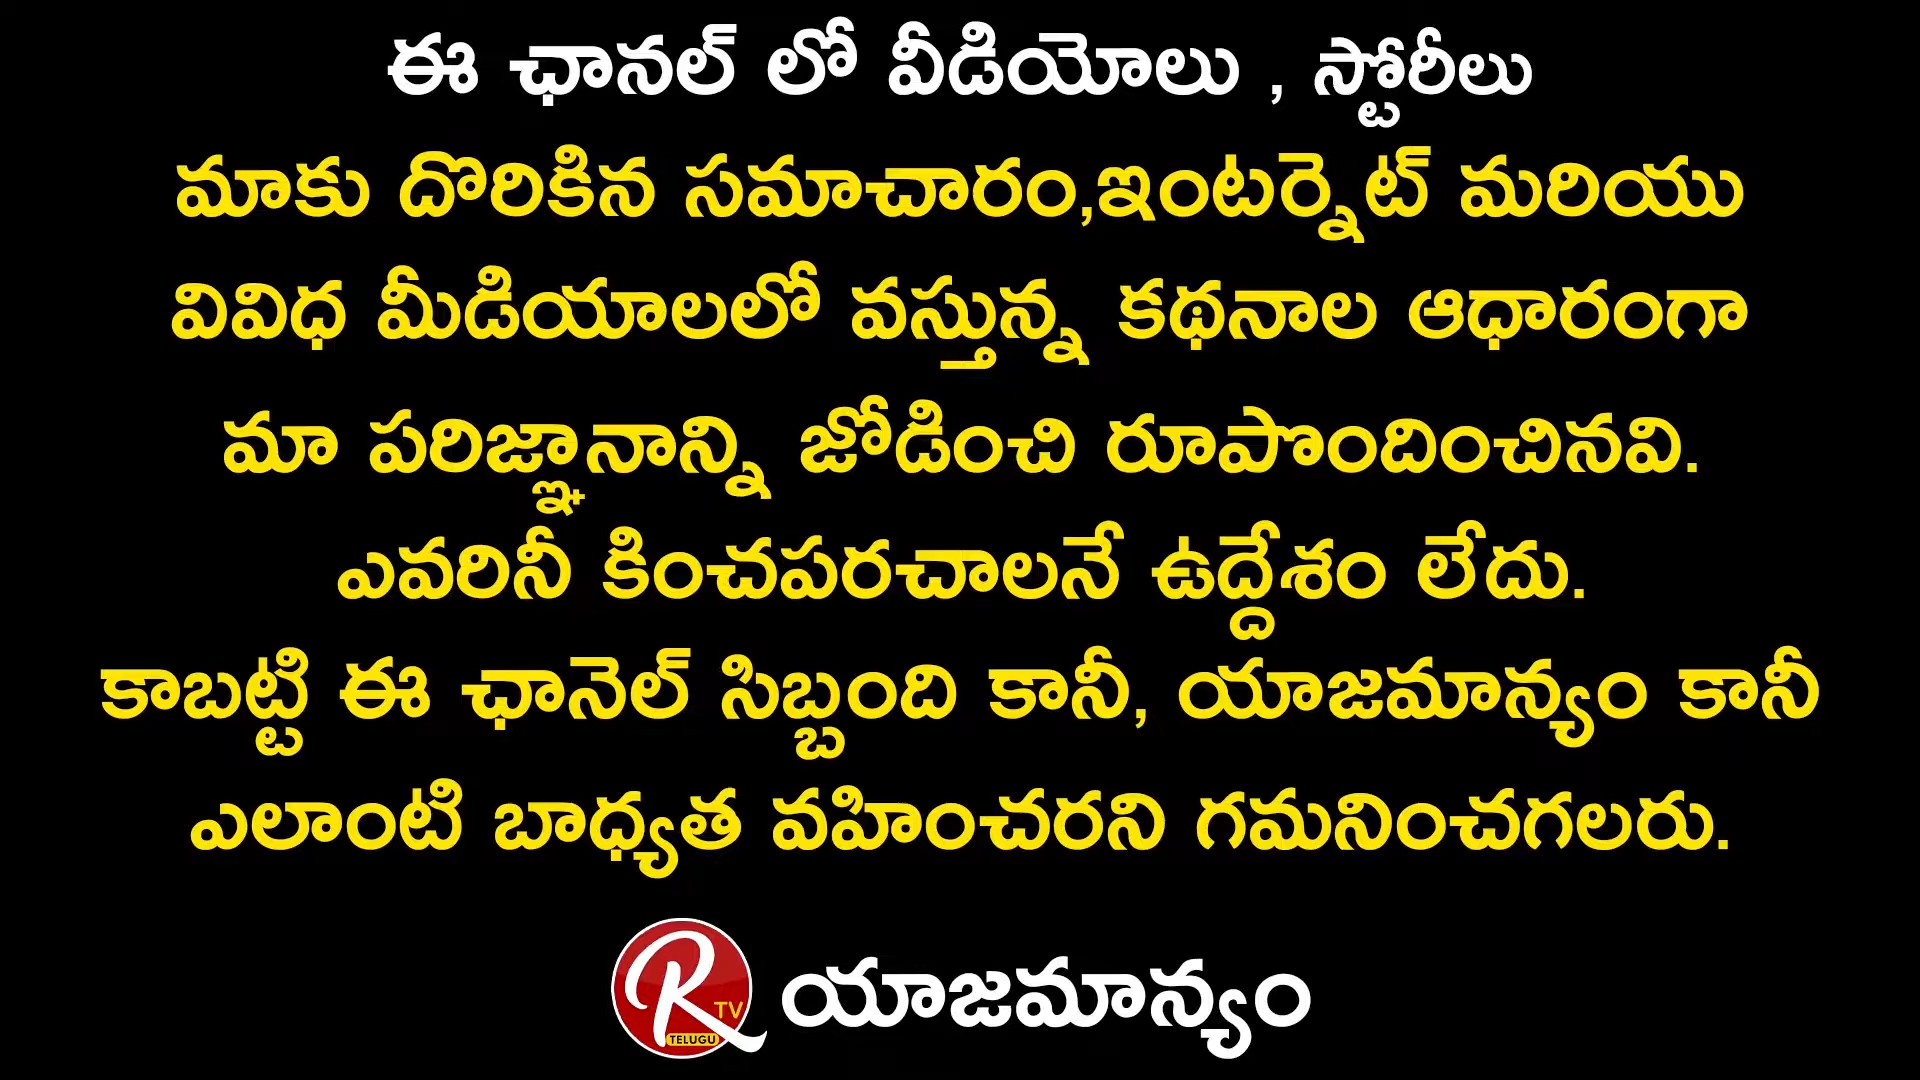 ఈ ఛానల్ లో వీడియోలు , స్టోరీలు
మాకు దొరికిన సమాచారం,ఇంటర్నెట్ మరియు
వివిధ మీడియాలలో వస్తున్న కథనాల ఆధారంగా
మా పరిజ్ఞానాన్ని జోడించి రూపొందించినవి.
ఎవరినీ కించపరచాలనే ఉద్దేశం లేదు.
కాబట్టి ఈ ఛానెల్ సిబ్బంది కానీ, యాజమాన్యం కానీ
ఎలాంటి బాధ్యత వహించరని గమనించగలరు.
R TV TELUGU యాజమాన్యం